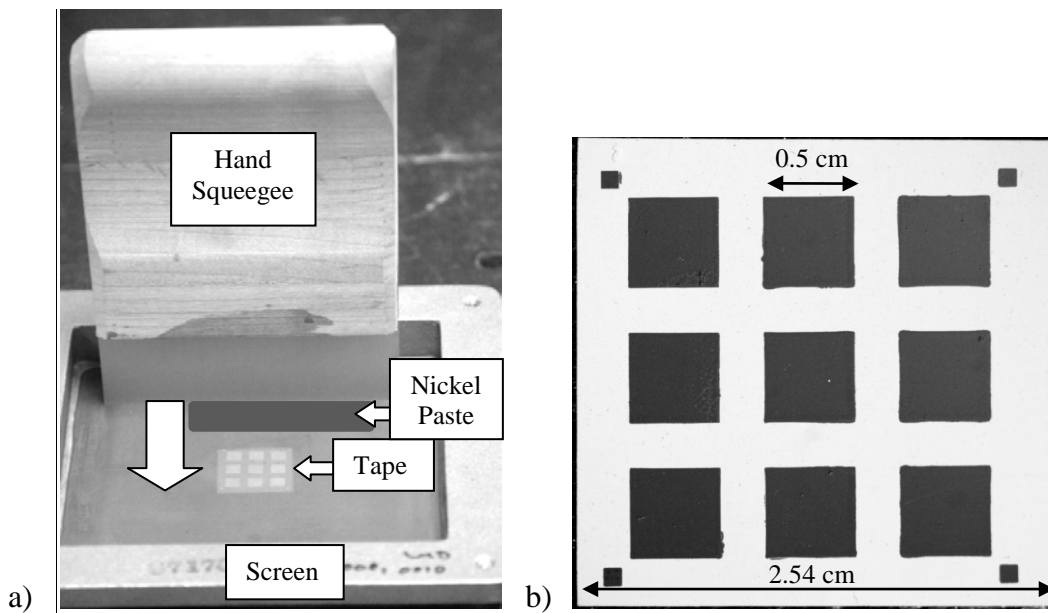 Hand
Squeegee
Nickel
Paste
Tape
Screen
a)
0.5 cm
2.54 cm
b)